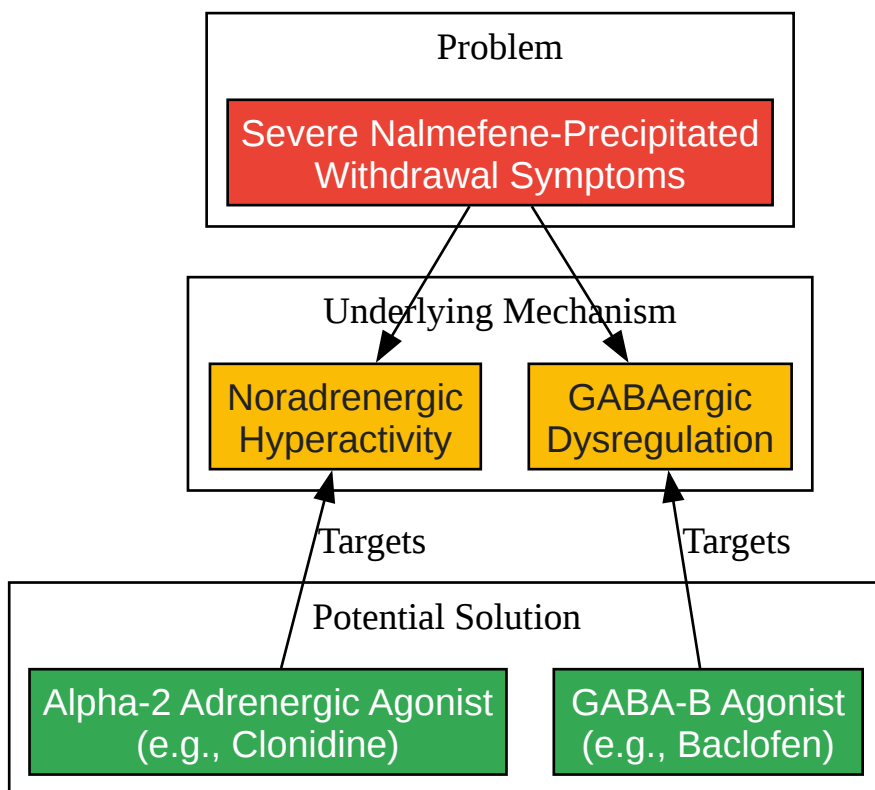 Problem
Severe Nalmefene-Precipitated
Withdrawal Symptoms
Underlying Mechanism
Noradrenergic
Hyperactivity
GABAergic
Dysregulation
Targets
Targets
Potential Solution
Alpha-2 Adrenergic Agonist
(e.g., Clonidine)
GABA-B Agonist
(e.g., Baclofen)